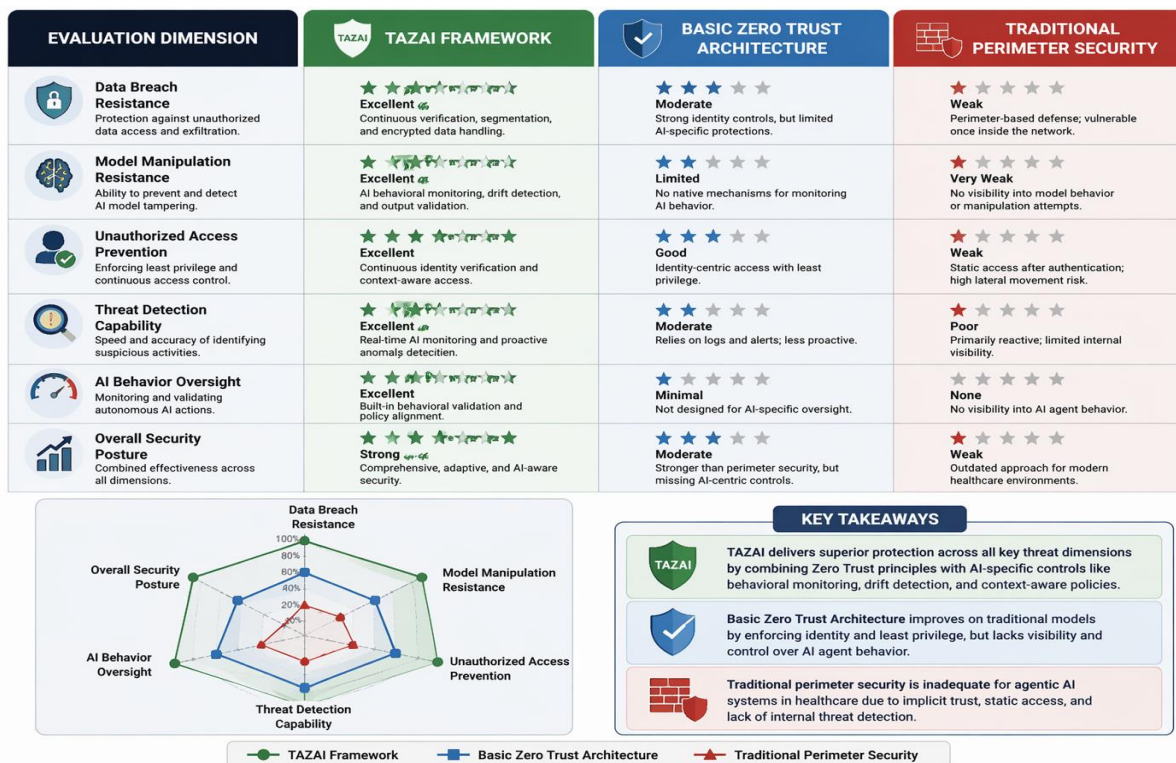 EVALUATION DIMENSION
TAZAI
TAZAI FRAMEWORK
BASIC ZERO TRUST
ARCHITECTURE
TRADITIONAL
PERIMETER SECURITY
Data Breach
Resistance
Protection against unauthorized
data access and exfiltration.
Excellent
Continuous verification, segmentation,
and encrypted data handling.
Moderate
Strong identity controls, but limited
AI-specific protections.
Weak
Perimeter-based defense; vulnerable
once inside the network.
Model Manipulation
Resistance
Ability to prevent and detect
AI model tampering.
Excellent
AI behavioral monitoring, drift detection,
and output validation.
Limited
No native mechanisms for monitoring
AI behavior.
Very Weak
No visibility into model behavior
or manipulation attempts.
Unauthorized Access
Prevention
Enforcing least privilege and
continuous access control.
Excellent
Continuous identity verification and
context-aware access.
Good
Identity-centric access with least
privilege.
Weak
Static access after authentication;
high lateral movement risk.
Threat Detection
Capability
Speed and accuracy of identifying
suspicious activities.
Excellent
Real-time AI monitoring and proactive
anomals detectien.
Moderate
Relies on logs and alerts; less proactive.
Poor
Primarily reactive; limited internal
visibility.
AI Behavior Oversight
Monitoring and validating
autonomous AI actions.
Excellent
Built-in behavioral validation and
policy alignment.
Minimal
Not designed for AI-specific oversight.
None
No visibility into AI agent behavior.
Overall Security
Posture
Combined effectiveness across
all dimensions.
Strong
Comprehensive, adaptive, and AI-aware
security.
Moderate
Stronger than perimeter security, but
missing AI-centric controls.
Weak
Outdated approach for modern
healthcare environments.
Data Breach
Resistance
100%
80%
60%
40%
20%
Overall Security
Posture
Model Manipulation
Resistance
AI Behavior
Oversight
Unauthorized Access
Prevention
Threat Detection
Capability
KEY TAKEAWAYS
TAZAI
TAZAI delivers superior protection across all key threat dimensions
by combining Zero Trust principles with AI-specific controls like
behavioral monitoring, drift detection, and context-aware policies.
Basic Zero Trust Architecture improves on traditional models
by enforcing identity and least privilege, but lacks visibility and
control over AI agent behavior.
Traditional perimeter security is inadequate for agentic AI
systems in healthcare due to implicit trust, static access, and
lack of internal threat detection.
TAZAI Framework
Basic Zero Trust Architecture
Traditional Perimeter Security